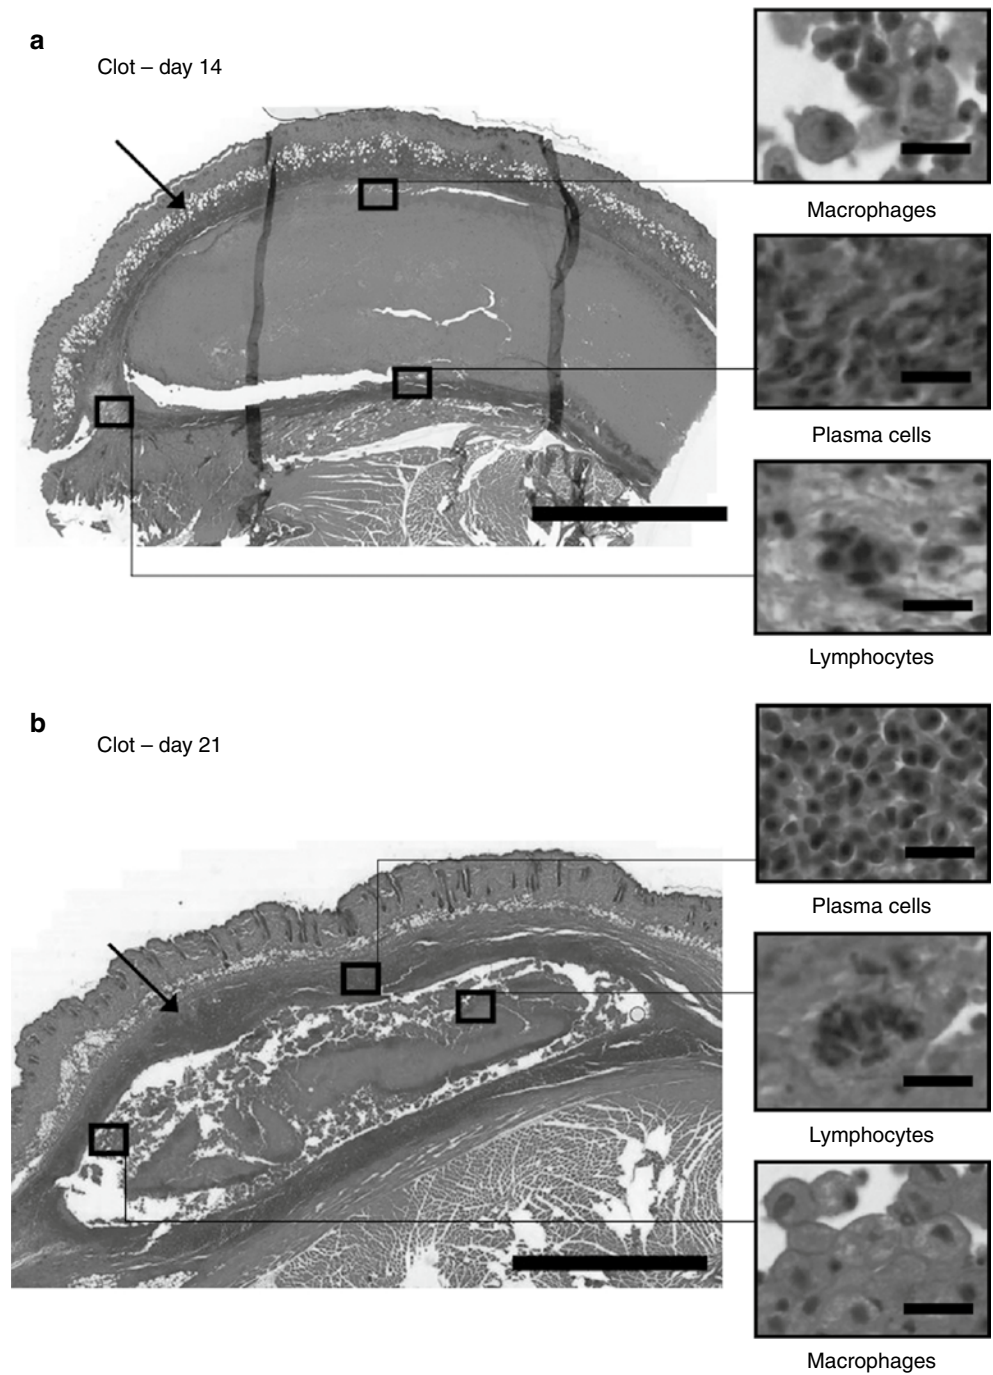 a
Clot – day 14
Macrophages
Plasma cells
Lymphocytes
b
Clot – day 21
Plasma cells
Lymphocytes
Macrophages